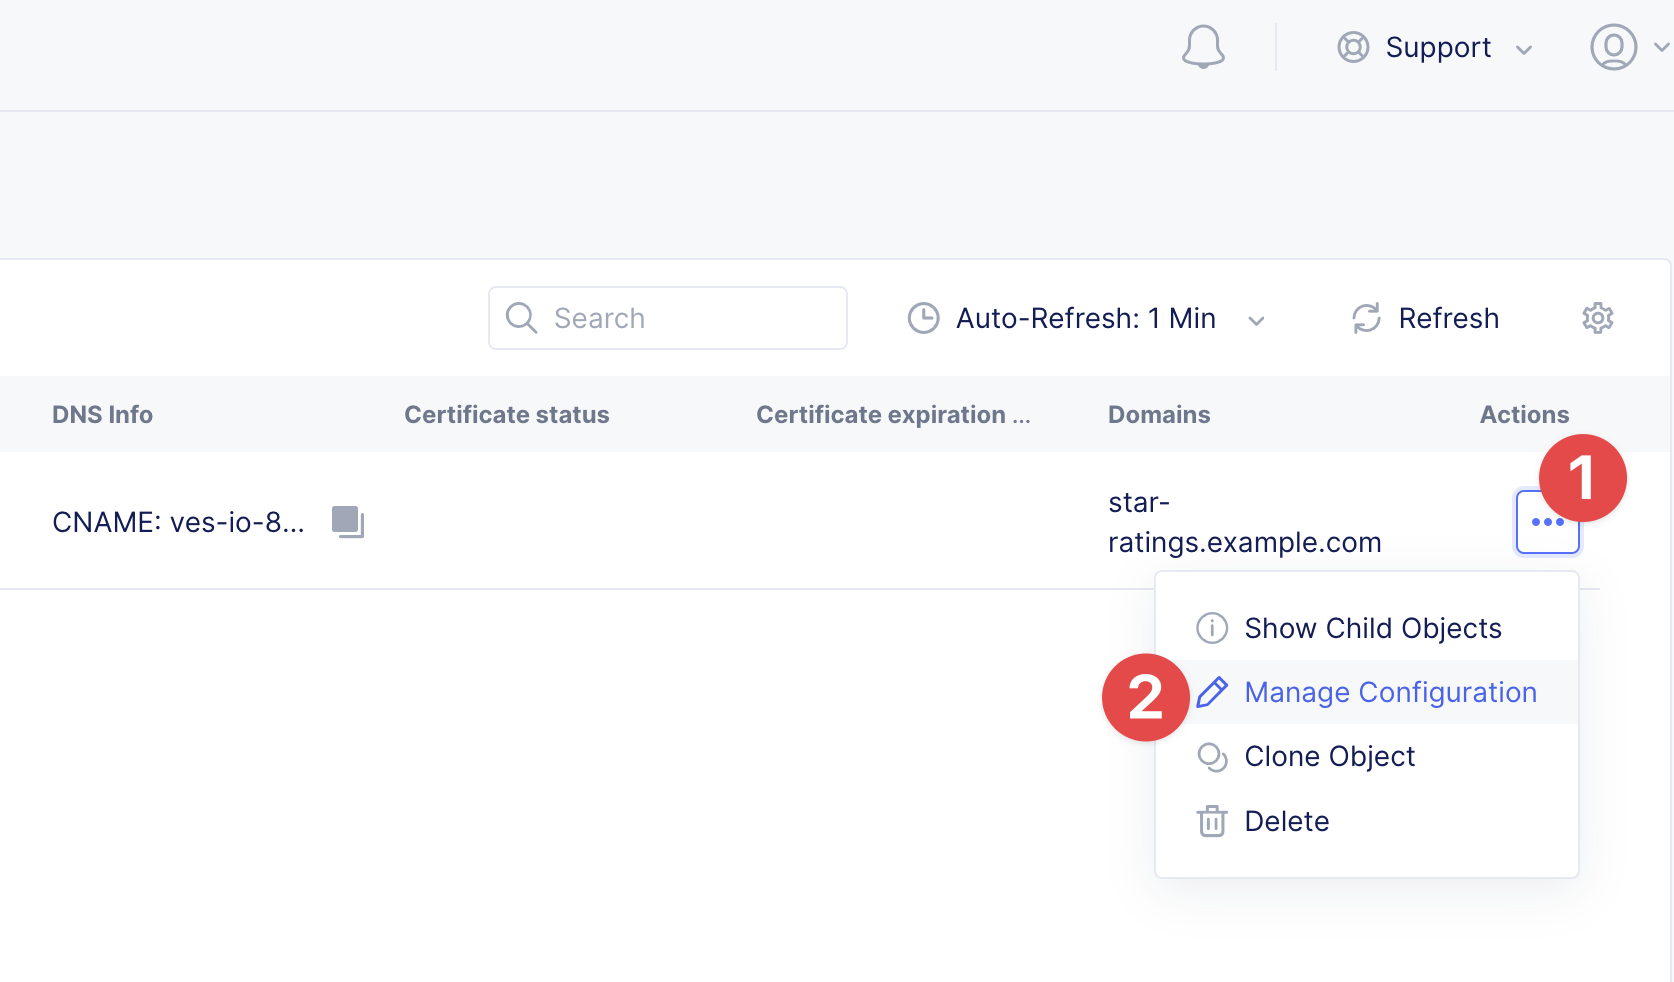 Support
Search
Auto-Refresh: 1 Min
Refresh
DNS Info
Certificate status
Certificate expiration ...
Domains
Actions
1
CNAME: ves-io-8...
star-
ratings.example.com
Show Child Objects
2
Manage Configuration
Clone Object
Delete